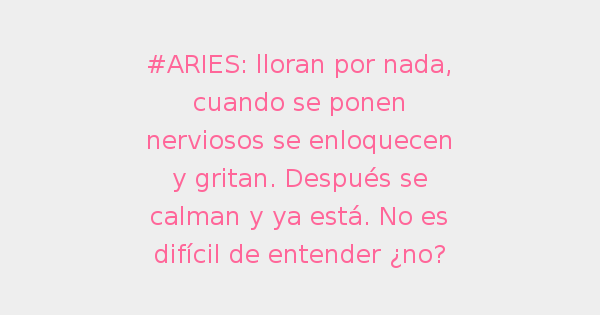 #ARIES: lloran por nada,
cuando se ponen
nerviosos se enloquecen
y gritan. Después se
calman y ya está. No es
difícil de entender ¿no?